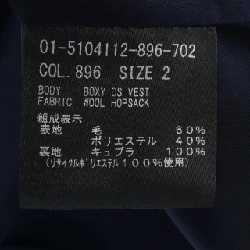 01-5104112-896-702
COL. 896 SIZE 2
BODY BOXY DS VEST
FABRIC WOOL HOPSACK
組成表示
表地 毛 60%
ポリエステル 40%
裏地 キュプラ 100%
(リサイクルポリエステル100%使用)